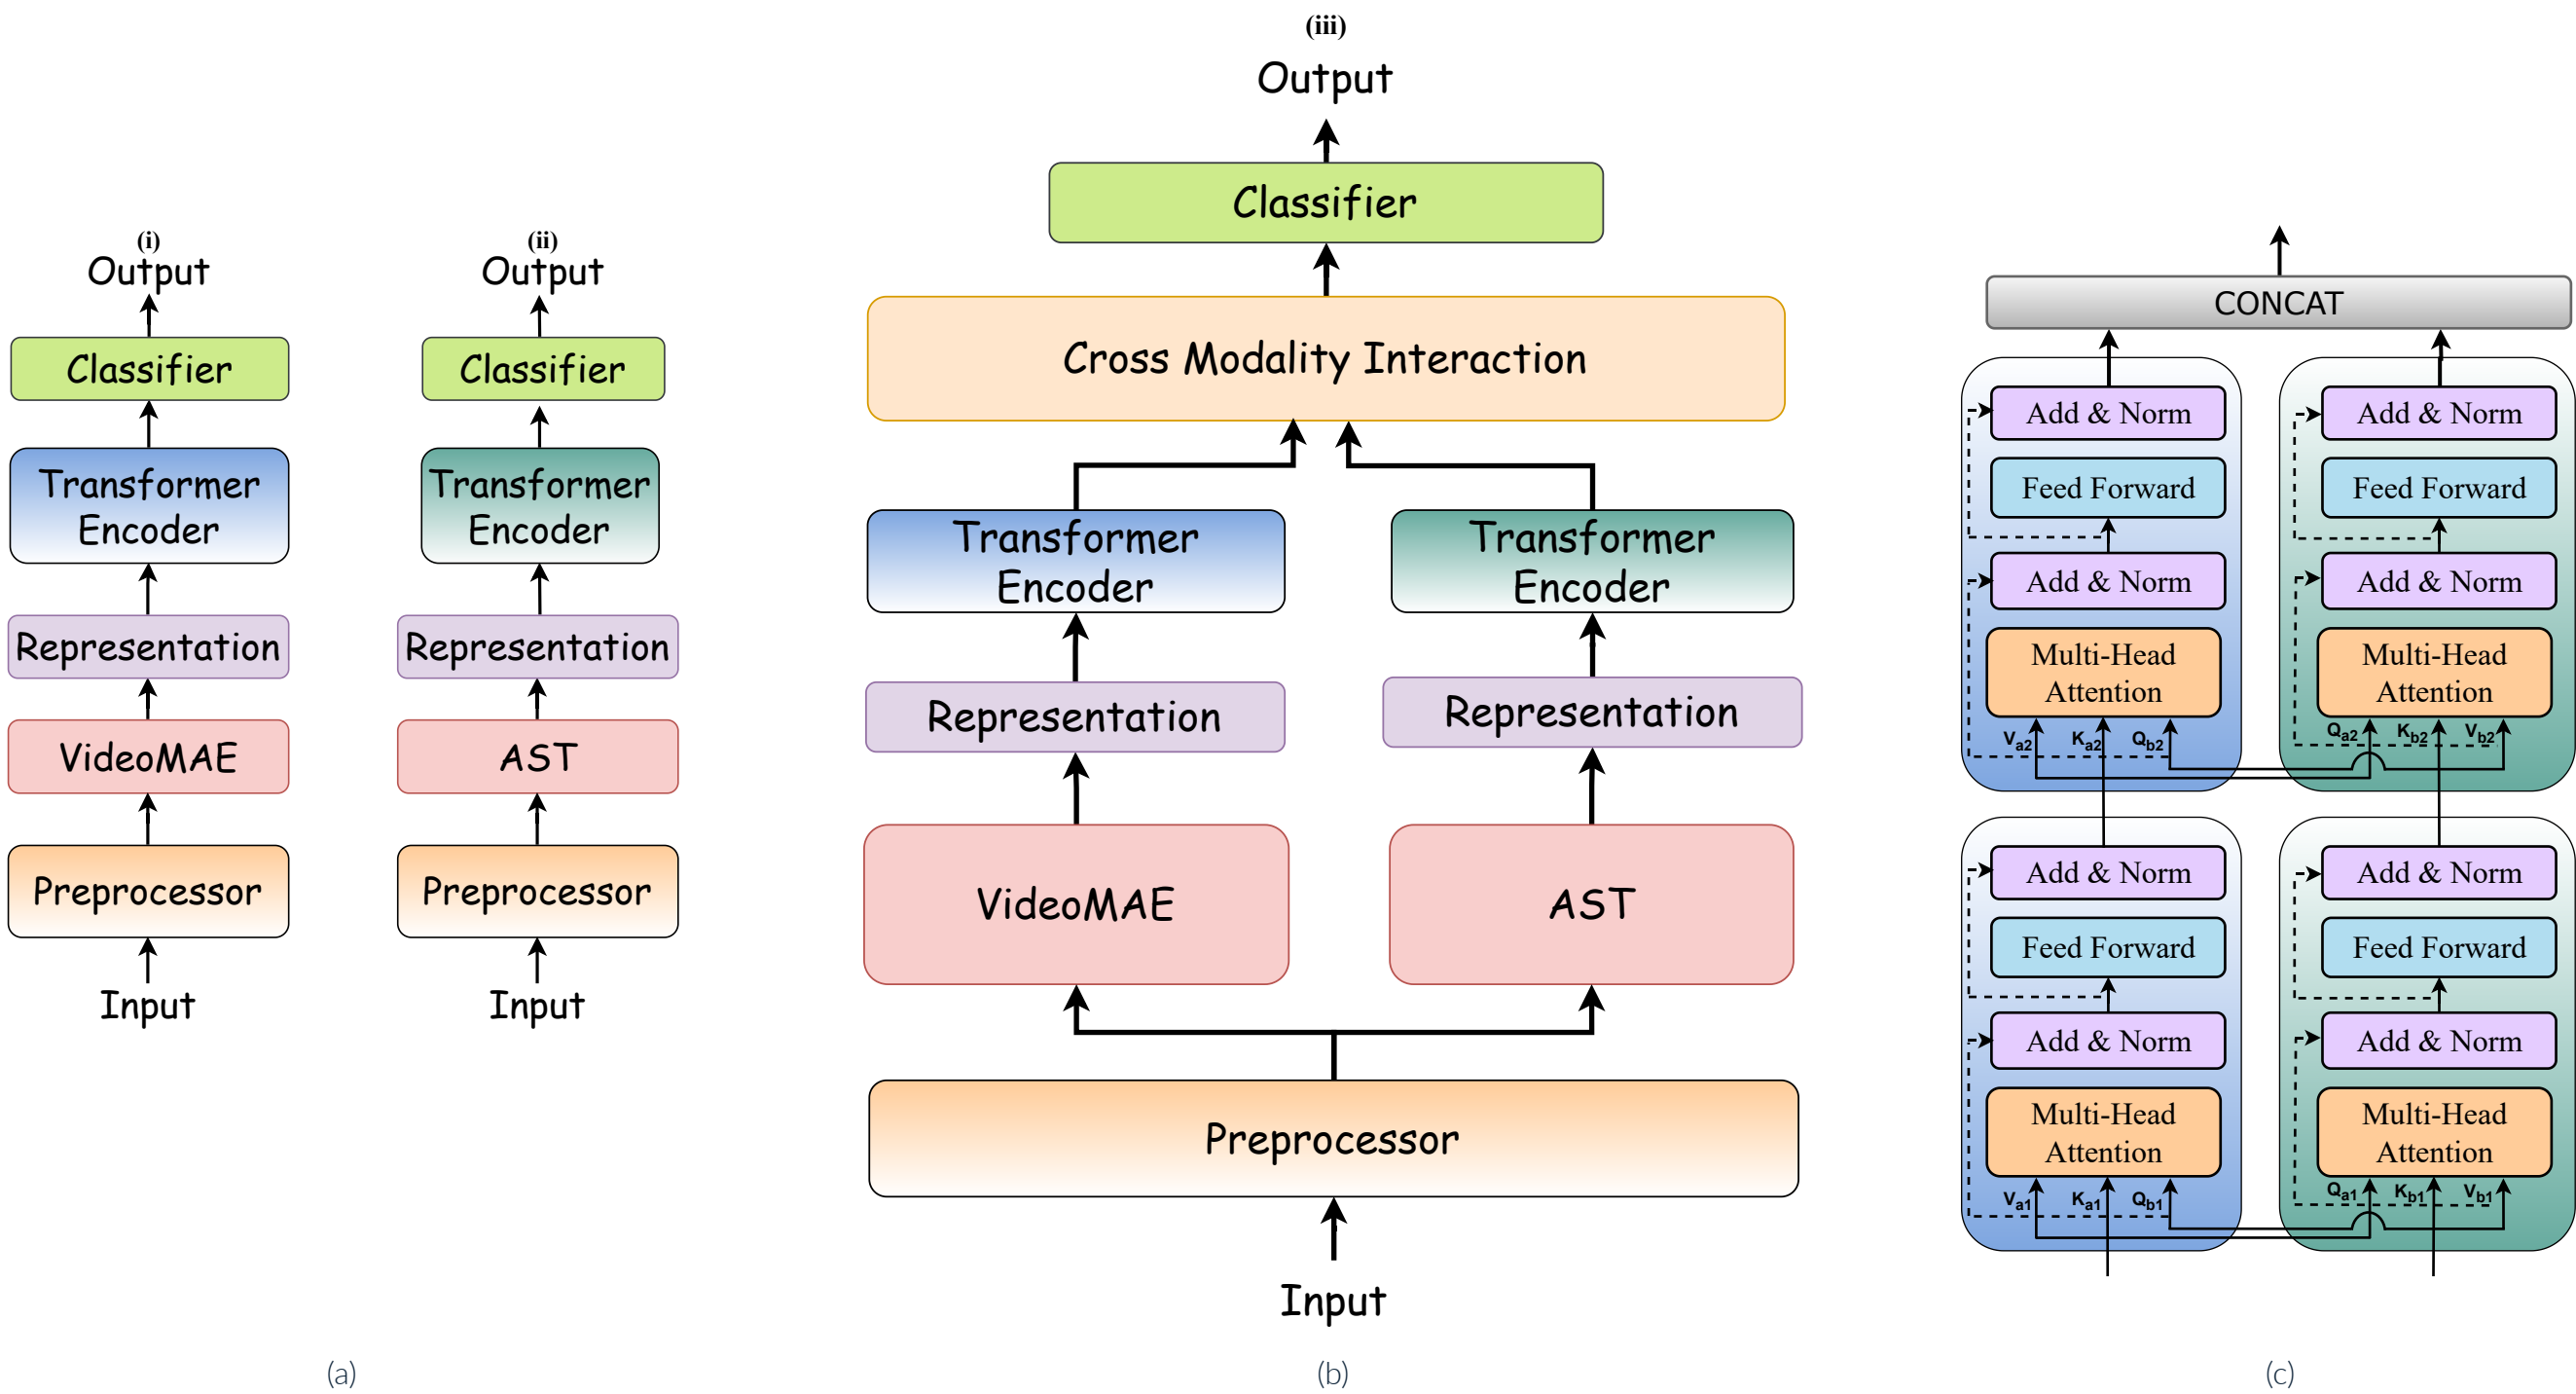 (i)
Output
Classifier
Transformer
Encoder
Representation
VideoMAE
Preprocessor
Input
(ii)
Output
Classifier
Transformer
Encoder
Representation
AST
Preprocessor
Input
(a)
(iii)
Output
Classifier
Cross Modality Interaction
Transformer
Encoder
Transformer
Encoder
Representation
Representation
VideoMAE
AST
Preprocessor
Input
(b)
CONCAT
Add & Norm
Feed Forward
Add & Norm
Multi-Head
Attention
Va2 Ka2 Qb2
Add & Norm
Feed Forward
Add & Norm
Multi-Head
Attention
Qa2 Kb2 Vb2
Add & Norm
Feed Forward
Add & Norm
Multi-Head
Attention
Va1 Ka1 Qb1
Add & Norm
Feed Forward
Add & Norm
Multi-Head
Attention
Qa1 Kb1 Vb1
(c)